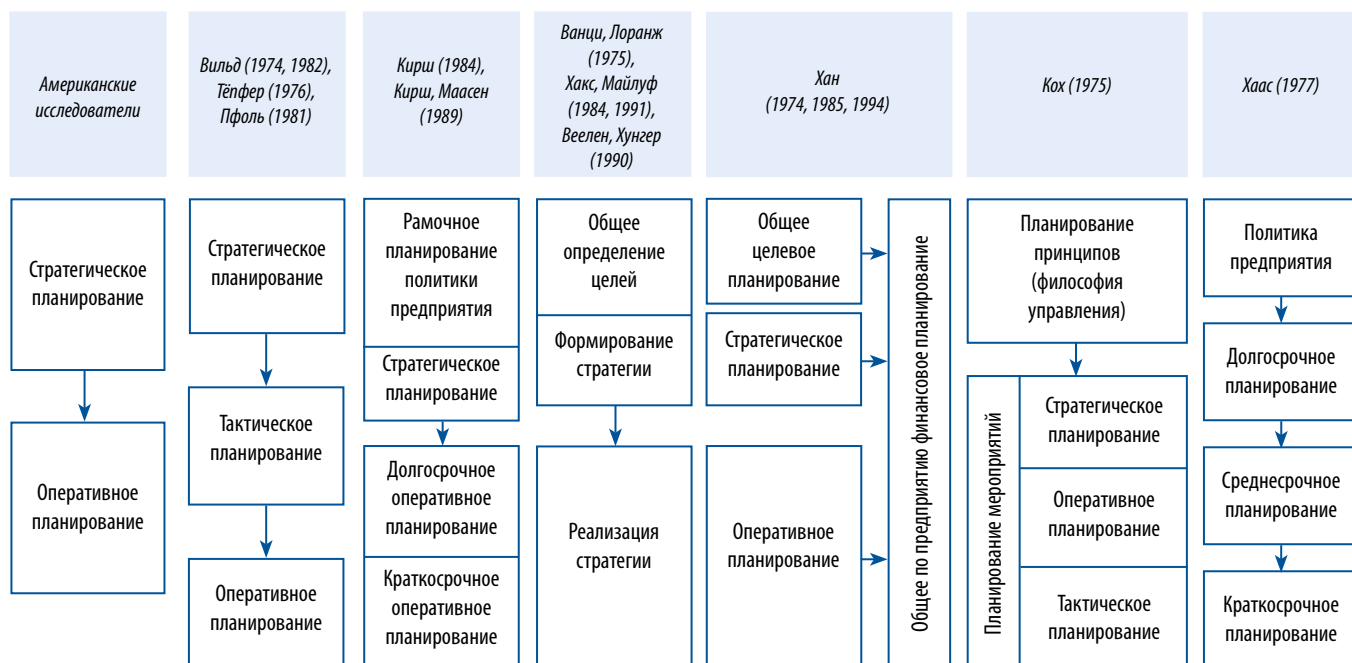 Американские
исследователи
Вильд (1974, 1982),
Тёпфер (1976),
Пфоль (1981)
Кирш (1984),
Кирш, Маасен
(1989)
Ванци, Лоранж
(1975),
Хакс, Майлуф
(1984, 1991),
Веелен, Хунгер
(1990)
Хан
(1974, 1985, 1994)
Кох (1975)
Хаас (1977)
Стратегическое
планирование
Оперативное
планирование
Стратегическое
планирование
Тактическое
планирование
Оперативное
планирование
Рамочное
планирование
политики
предприятия
Стратегическое
планирование
Долгосрочное
оперативное
планирование
Краткосрочное
оперативное
планирование
Общее
определение
целей
Формирование
стратегии
Реализация
стратегии
Общее
целевое
планирование
Стратегическое
планирование
Оперативное
планирование
Общее по предприятию финансовое планирование
Планирование
принципов
(философия
управления)
Планирование мероприятий
Стратегическое
планирование
Оперативное
планирование
Тактическое
планирование
Политика
предприятия
Долгосрочное
планирование
Среднесрочное
планирование
Краткосрочное
планирование